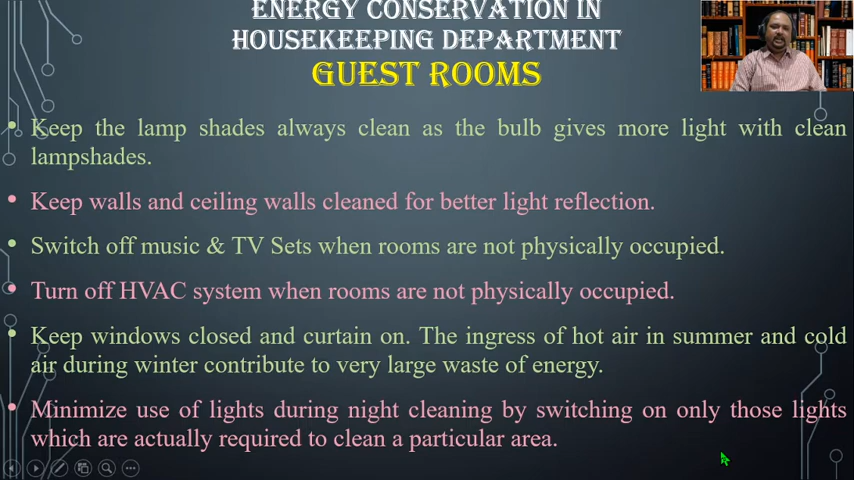 ENERGY CONSERVATION IN
HOUSEKEEPING DEPARTMENT
GUEST ROOMS
• Keep the lamp shades always clean as the bulb gives more light with clean
lampshades.
• Keep walls and ceiling walls cleaned for better light reflection.
• Switch off music & TV Sets when rooms are not physically occupied.
• Turn off HVAC system when rooms are not physically occupied.
• Keep windows closed and curtain on. The ingress of hot air in summer and cold
air during winter contribute to very large waste of energy.
• Minimize use of lights during night cleaning by switching on only those lights
which are actually required to clean a particular area.